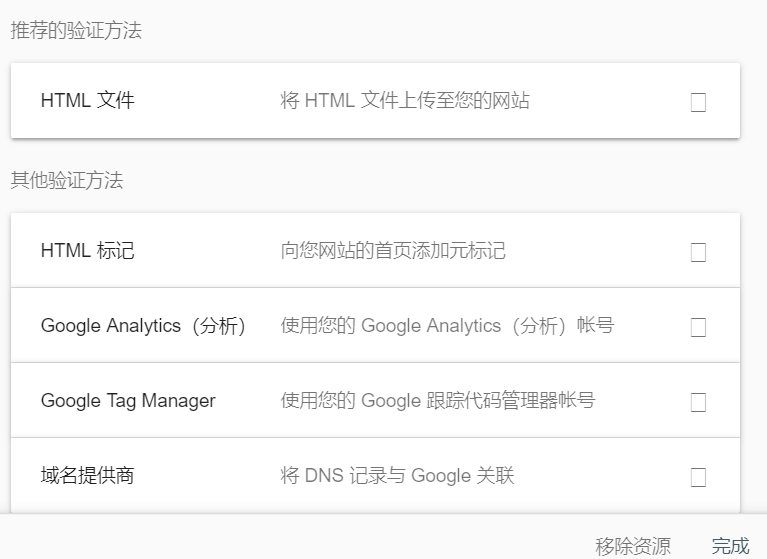 推荐的验证方法
HTML 文件 将 HTML 文件上传至您的网站
其他验证方法
HTML 标记 向您网站的首页添加元标记
Google Analytics（分析） 使用您的 Google Analytics（分析）帐号
Google Tag Manager 使用您的 Google 跟踪代码管理器帐号
域名提供商 将 DNS 记录与 Google 关联
移除资源 完成